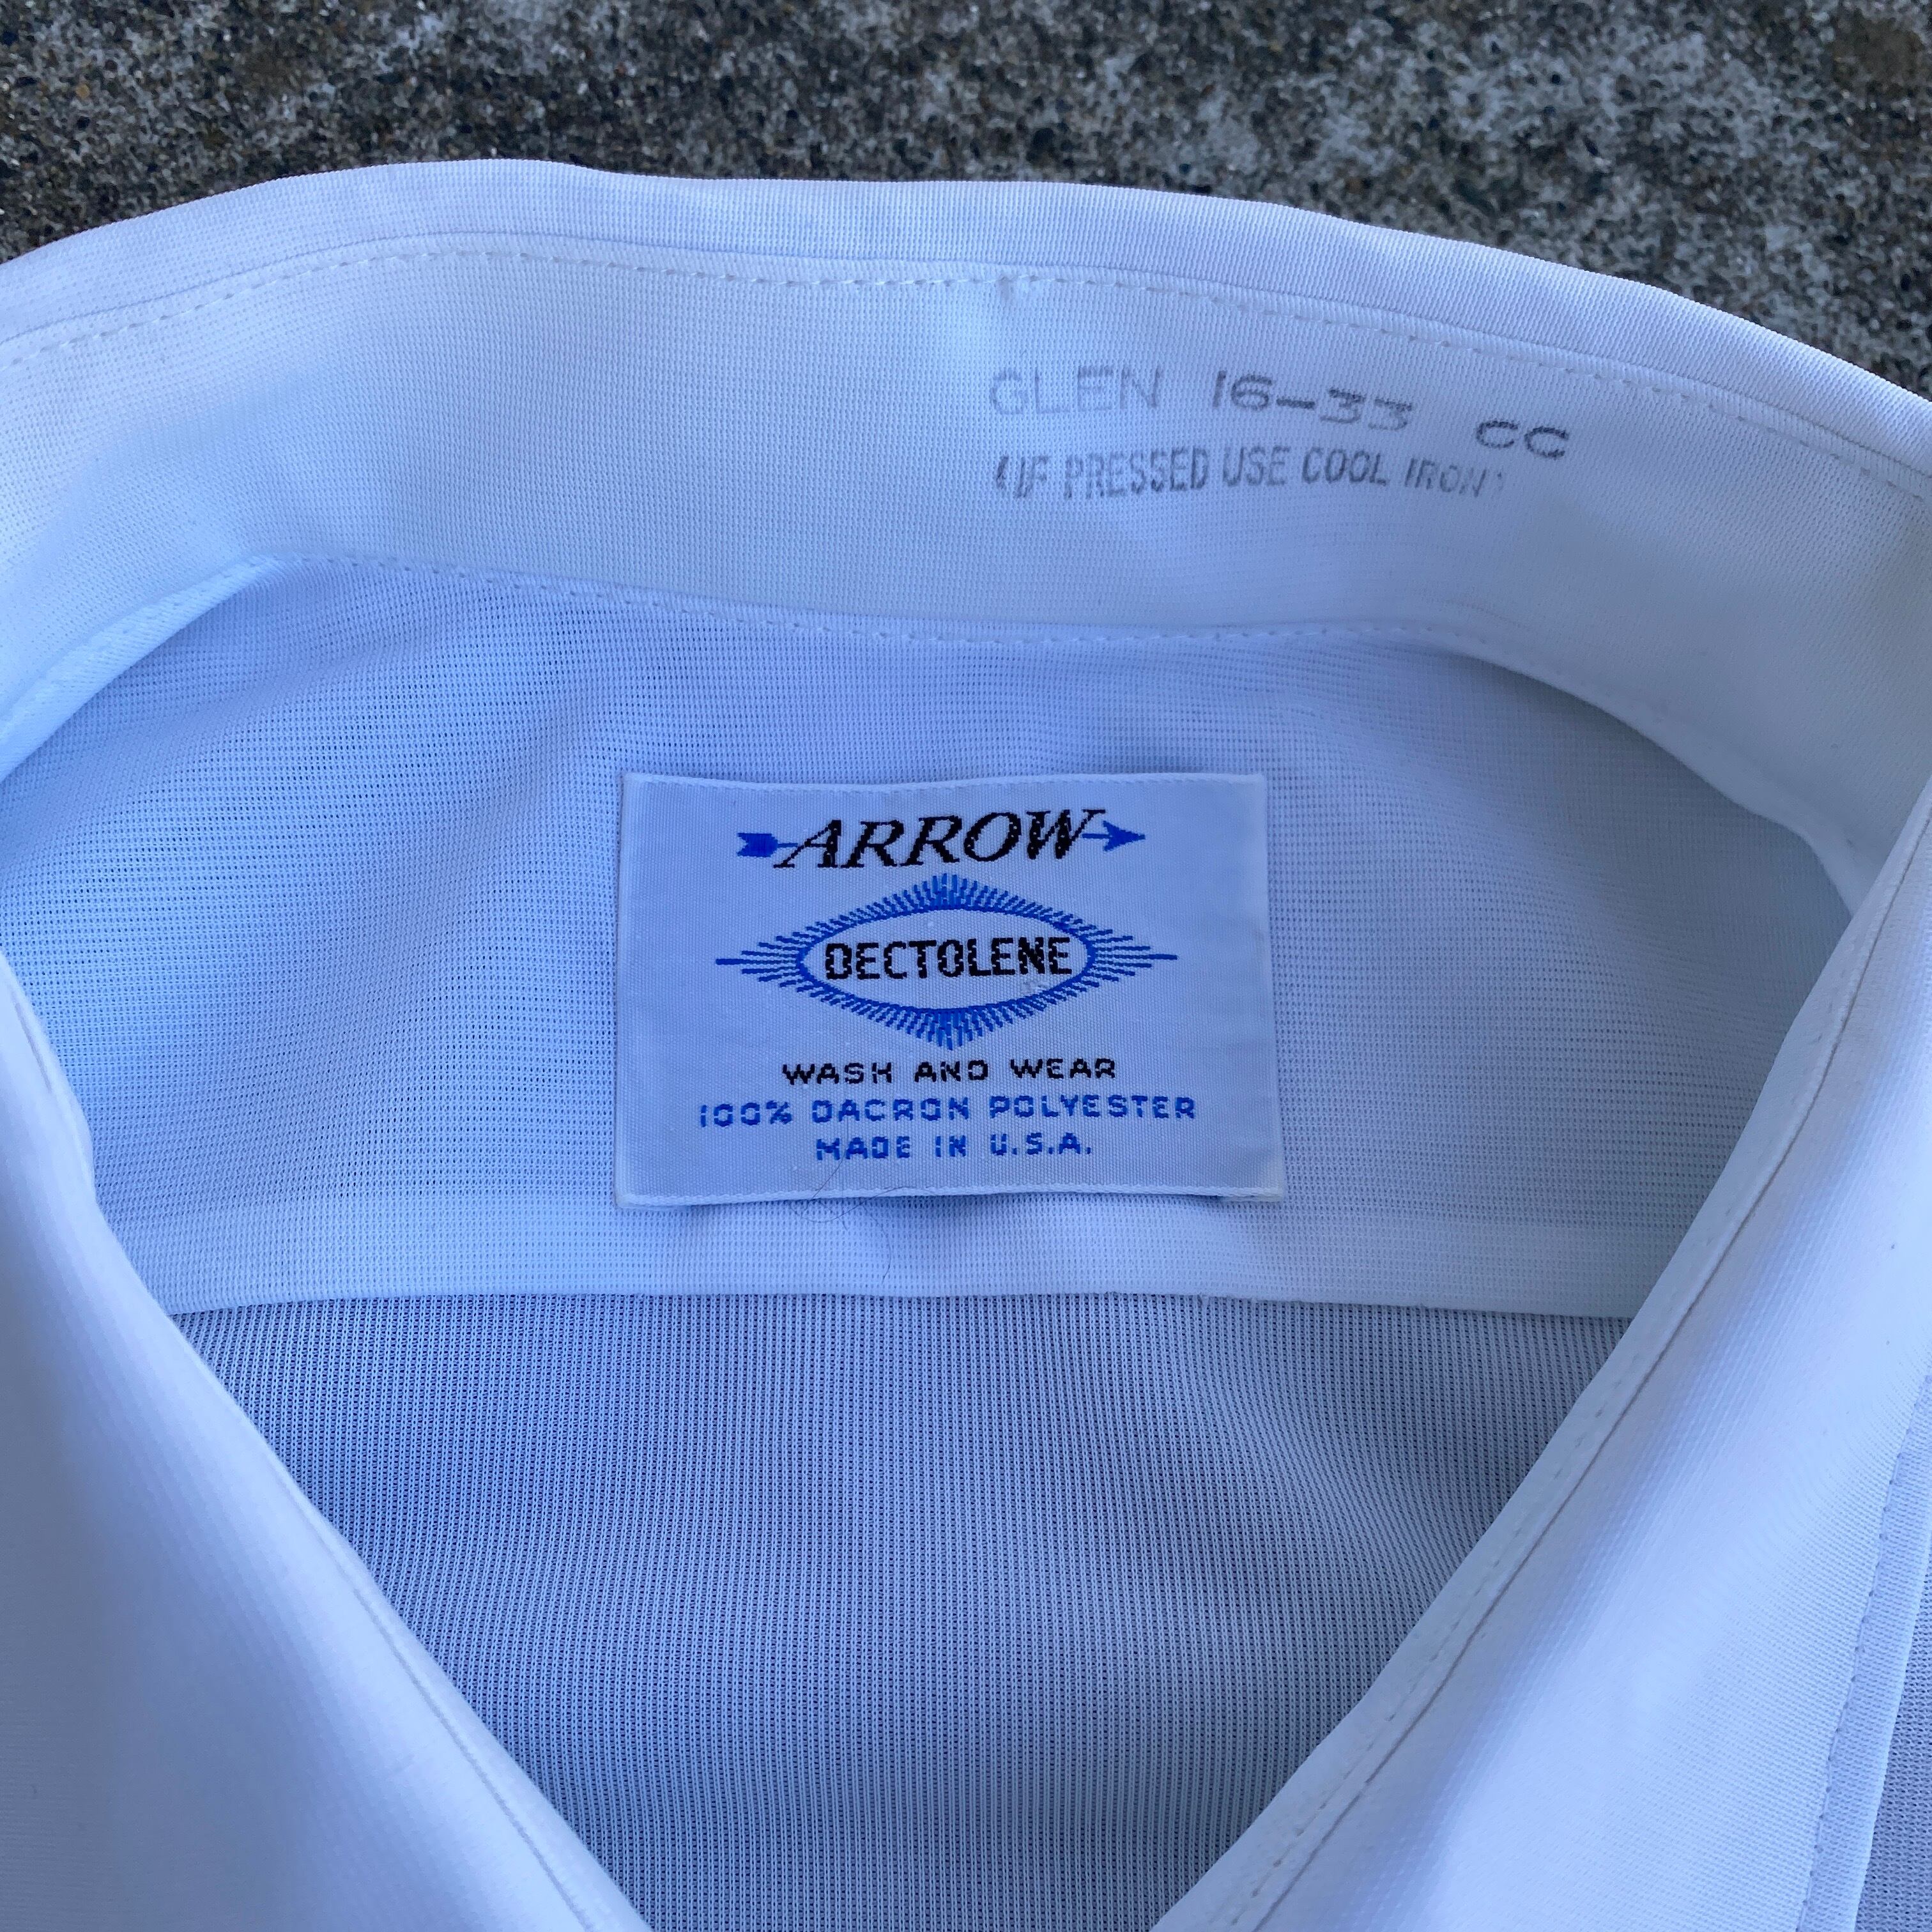 GLEN 16-33 CC
(IF PRESSED USE COOL IRON)
ARROW
DECTOLENE
WASH AND WEAR
100% DACRON POLYESTER
MADE IN U.S.A.